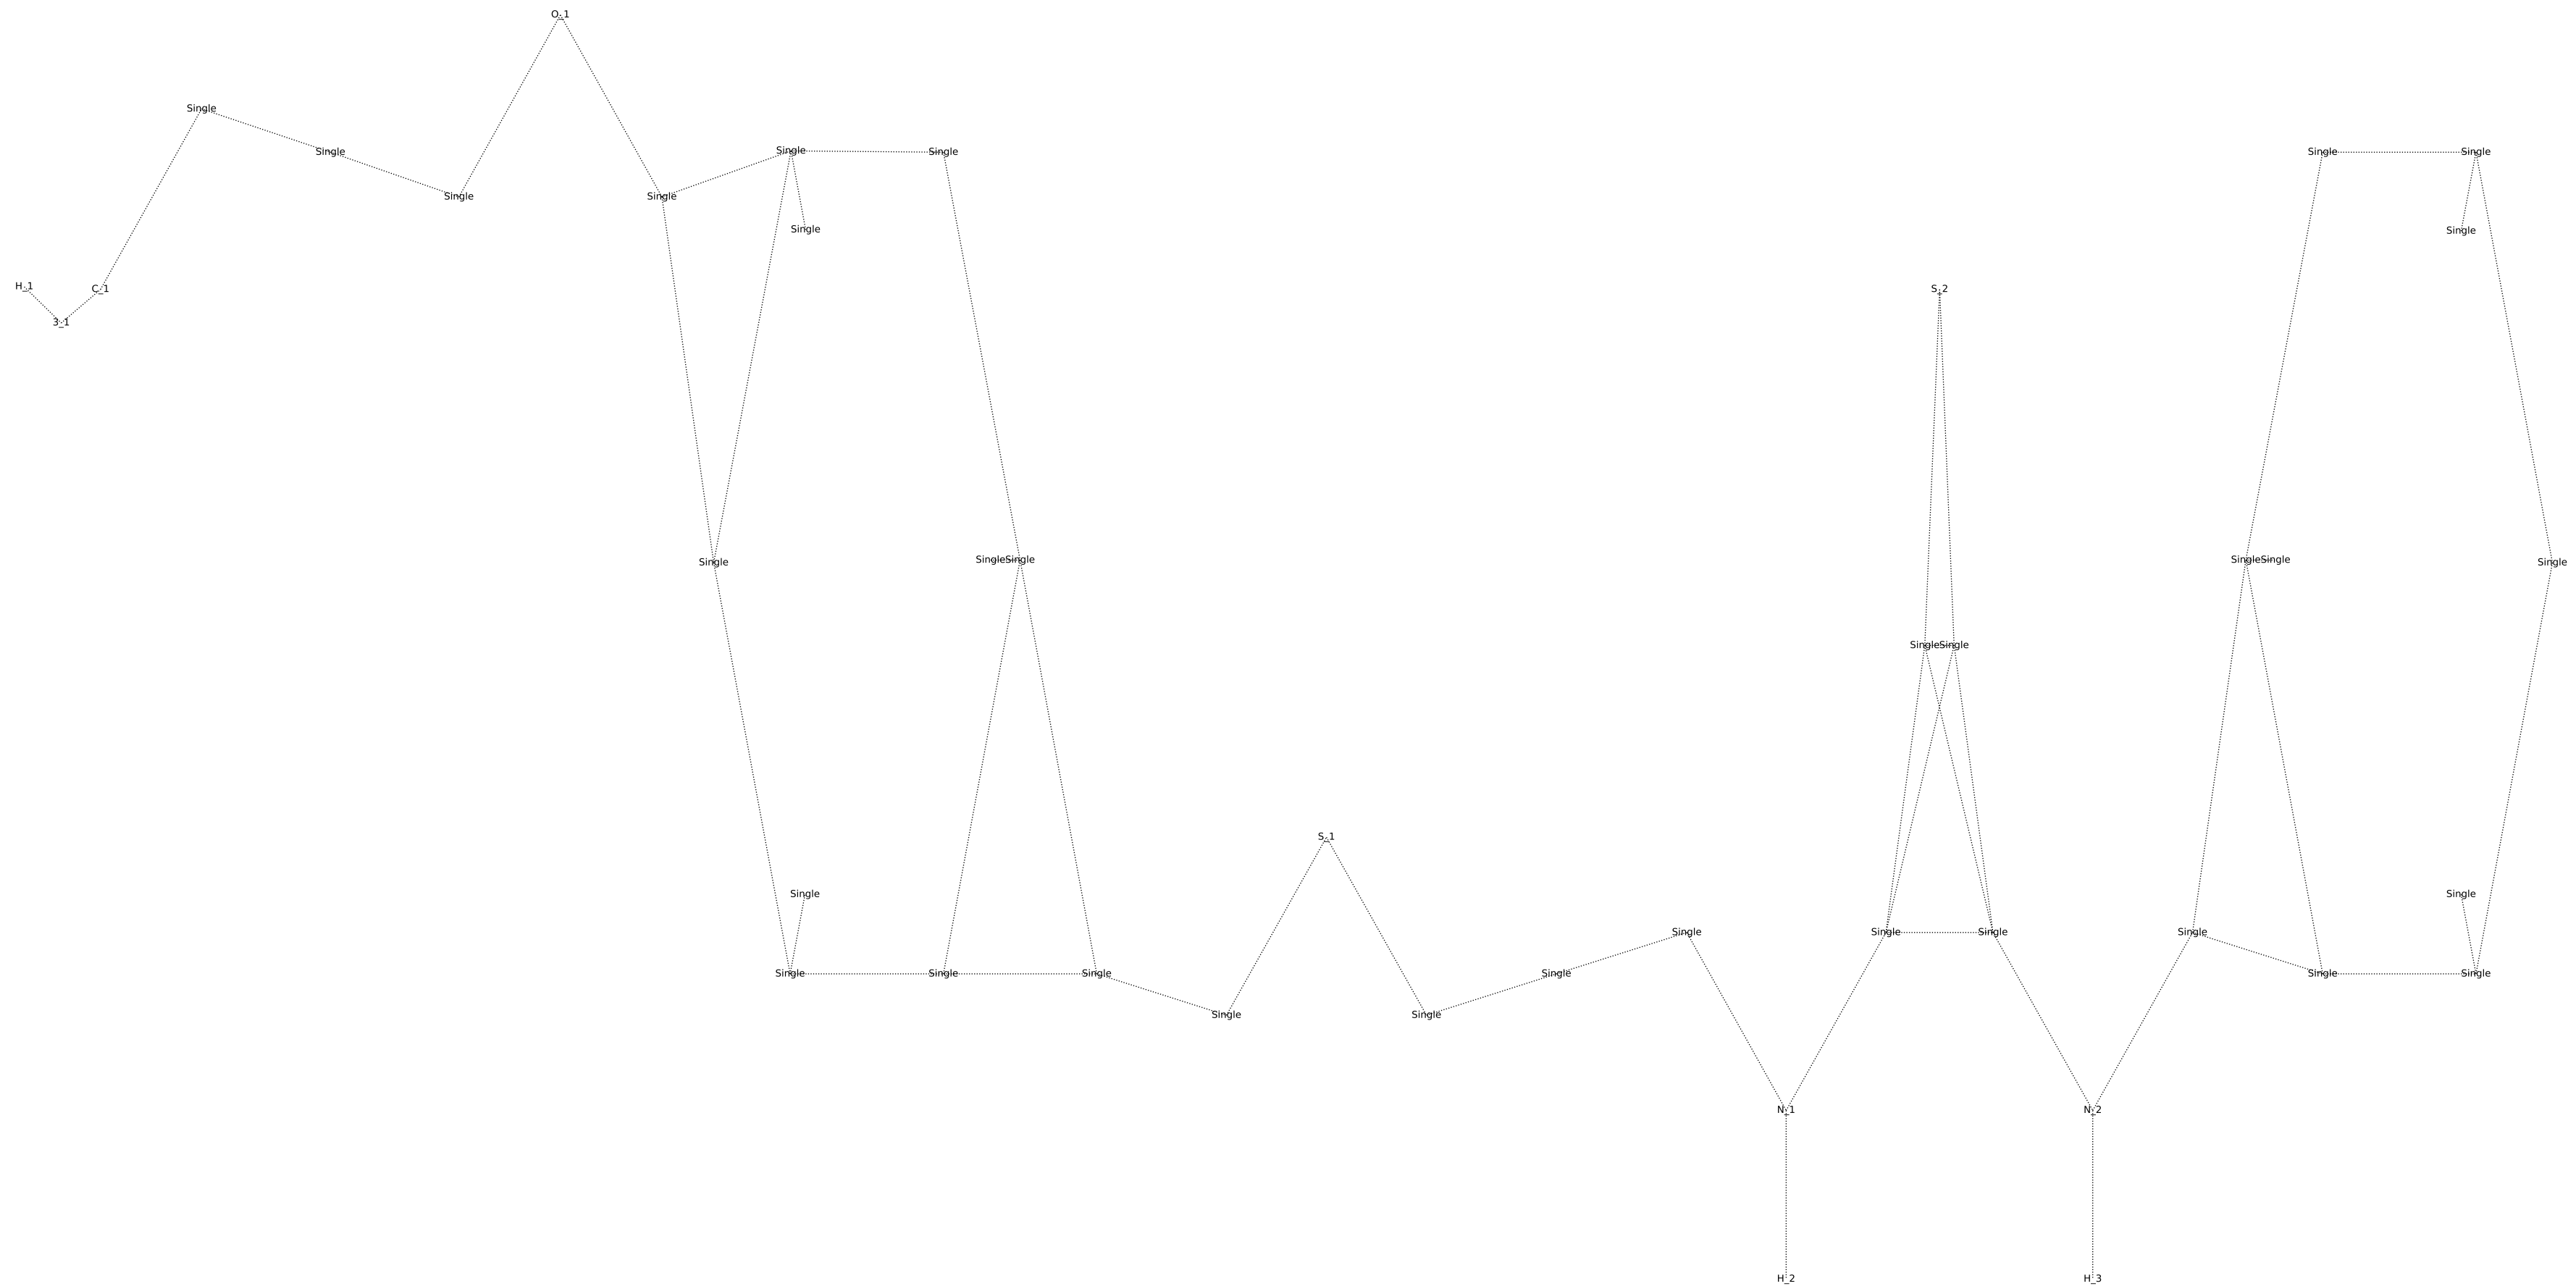 O_1
Single
Single Single Single Single Single
Single Single
Single Single
H_1 C_1 S_2
3_1
SingleSingle SingleSingle
Single Single
SingleSingle
S_1
Single Single
Single Single Single Single
Single Single Single Single Single Single
Single Single
N_1 N_2
H_2 H_3